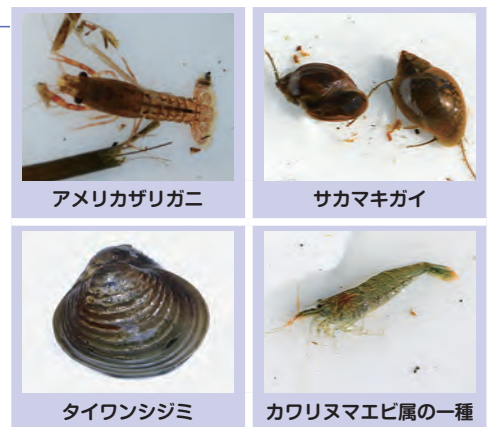 アメリカザリガニ
サカマキガイ
タイワンシジミ
カワリヌマエビ属の一種